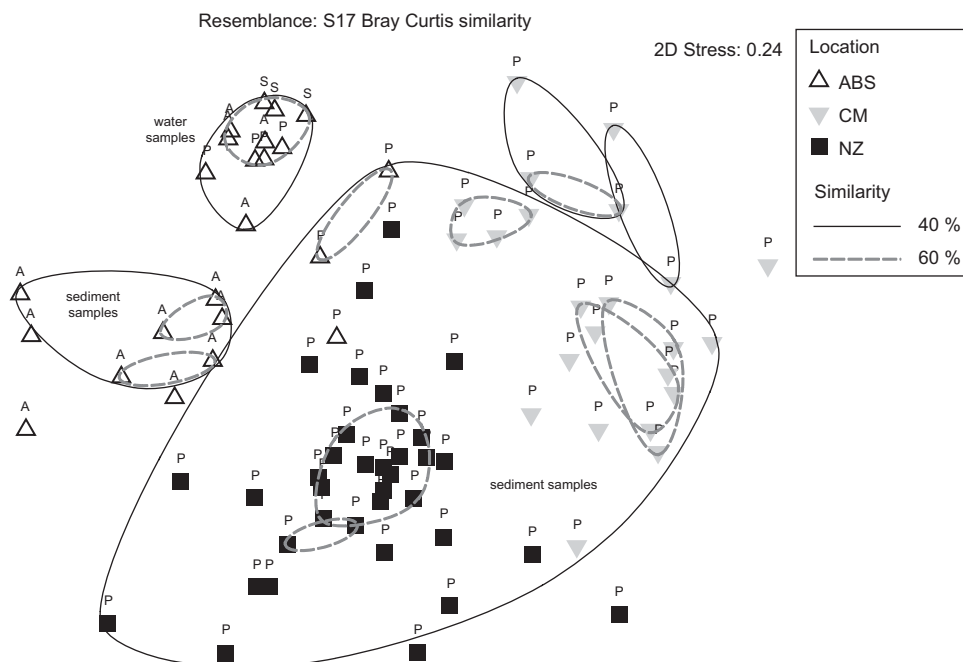 Resemblance: S17 Bray Curtis similarity
2D Stress: 0.24
Location
ABS
CM
NZ
Similarity
40 %
60 %
water
samples
S S S
A A A
P P P P
A
P P
P P
P P P P
P P P P
P
A A A
sediment
samples
A A
A A A
A
P P P
P P P P P
P P P P P
P P P P P
P P P P P
P P P P P
sediment samples
P P P P P
P P P P P
P P P P
P P P P
P P P